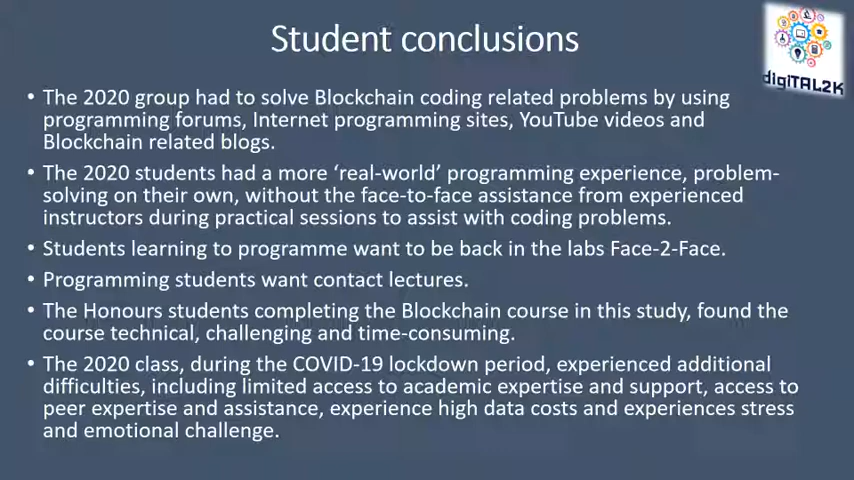 Student conclusions
digiTAL2K
• The 2020 group had to solve Blockchain coding related problems by using
programming forums, Internet programming sites, YouTube videos and
Blockchain related blogs.
• The 2020 students had a more ‘real-world’ programming experience, problem-
solving on their own, without the face-to-face assistance from experienced
instructors during practical sessions to assist with coding problems.
• Students learning to programme want to be back in the labs Face-2-Face.
• Programming students want contact lectures.
• The Honours students completing the Blockchain course in this study, found the
course technical, challenging and time-consuming.
• The 2020 class, during the COVID-19 lockdown period, experienced additional
difficulties, including limited access to academic expertise and support, access to
peer expertise and assistance, experience high data costs and experiences stress
and emotional challenge.